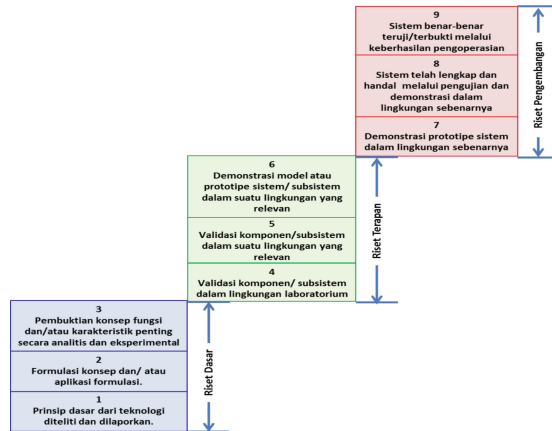 9
Sistem benar-benar
teruji/terbukti melalui
keberhasilan pengoperasian
8
Sistem telah lengkap dan
handal melalui pengujian dan
demonstrasi dalam
lingkungan sebenarnya
7
Demonstrasi prototipe sistem
dalam lingkungan sebenarnya
Riset Pengembangan
6
Demonstrasi model atau
prototipe sistem/ subsistem
dalam suatu lingkungan yang
relevan
5
Validasi komponen/subsistem
dalam suatu lingkungan yang
relevan
4
Validasi komponen/ subsistem
dalam lingkungan laboratorium
Riset Terapan
3
Pembuktian konsep fungsi
dan/atau karakteristik penting
secara analitis dan eksperimental
2
Formulasi konsep dan/ atau
aplikasi formulasi.
1
Prinsip dasar dari teknologi
diteliti dan dilaporkan.
Riset Dasar